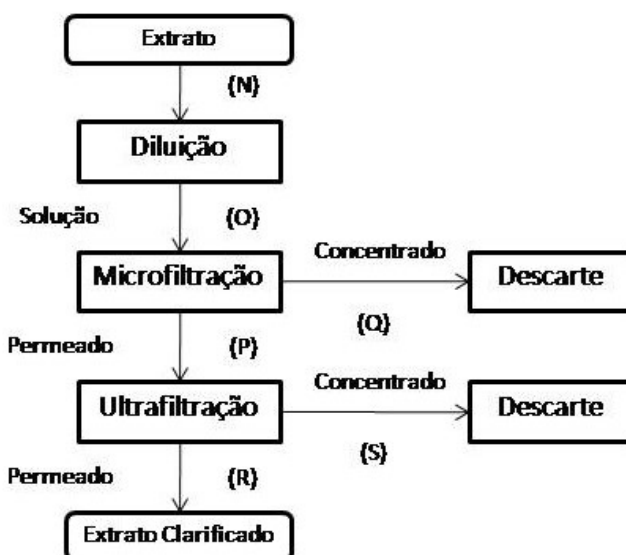 Extrato
(N)
Diluição
Solução (O)
Microfiltração Concentrado Descarte
(Q)
Permeado (P)
Ultrafiltração Concentrado Descarte
(S)
Permeado (R)
Extrato Clarificado